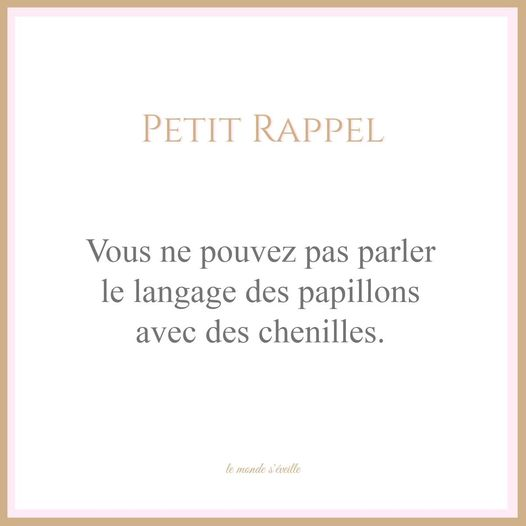 Petit Rappel
Vous ne pouvez pas parler
le langage des papillons
avec des chenilles.
le monde s'éveille